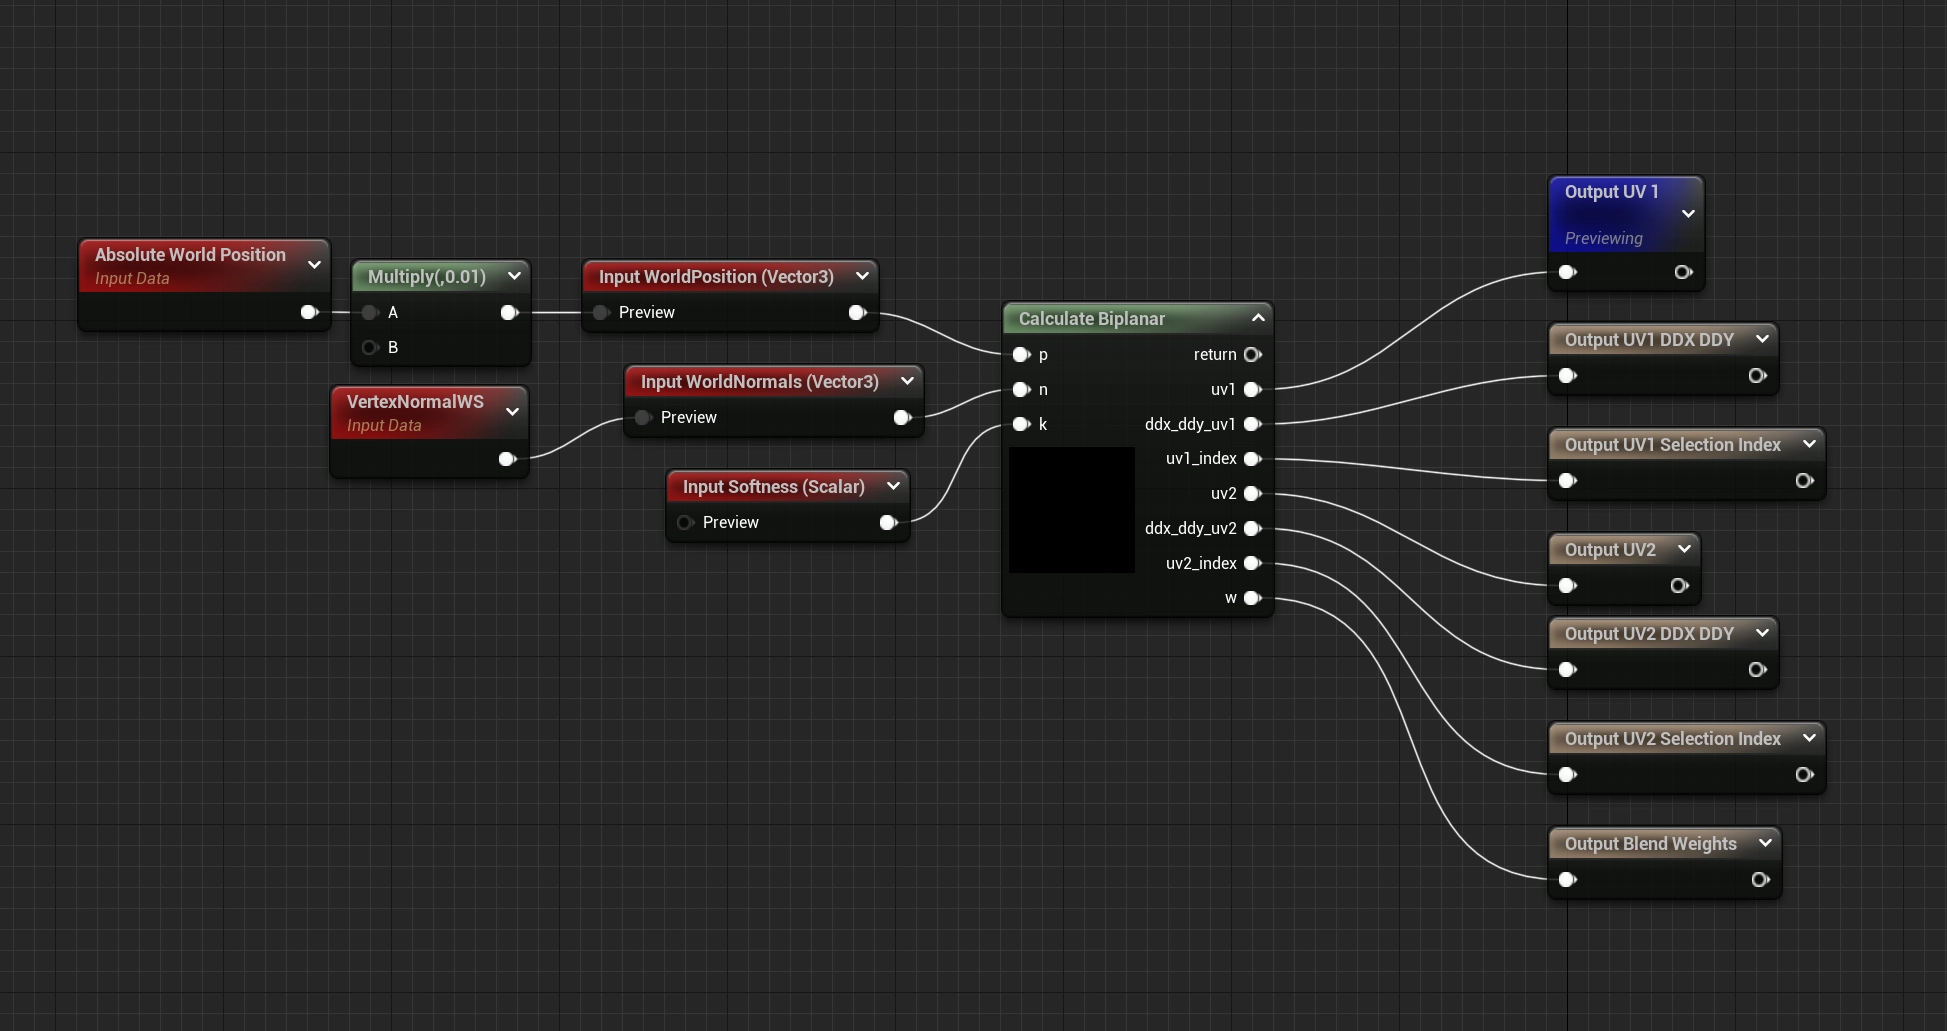 Absolute World Position
Input Data
Multiply(,0.01)
A
B
Input WorldPosition (Vector3)
Preview
VertexNormalWS
Input Data
Input WorldNormals (Vector3)
Preview
Input Softness (Scalar)
Preview
Calculate Biplanar
p
return
n
uv1
k
ddx_ddy_uv1
uv1_index
uv2
ddx_ddy_uv2
uv2_index
w
Output UV 1
Previewing
Output UV1 DDX DDY
Output UV1 Selection Index
Output UV2
Output UV2 DDX DDY
Output UV2 Selection Index
Output Blend Weights